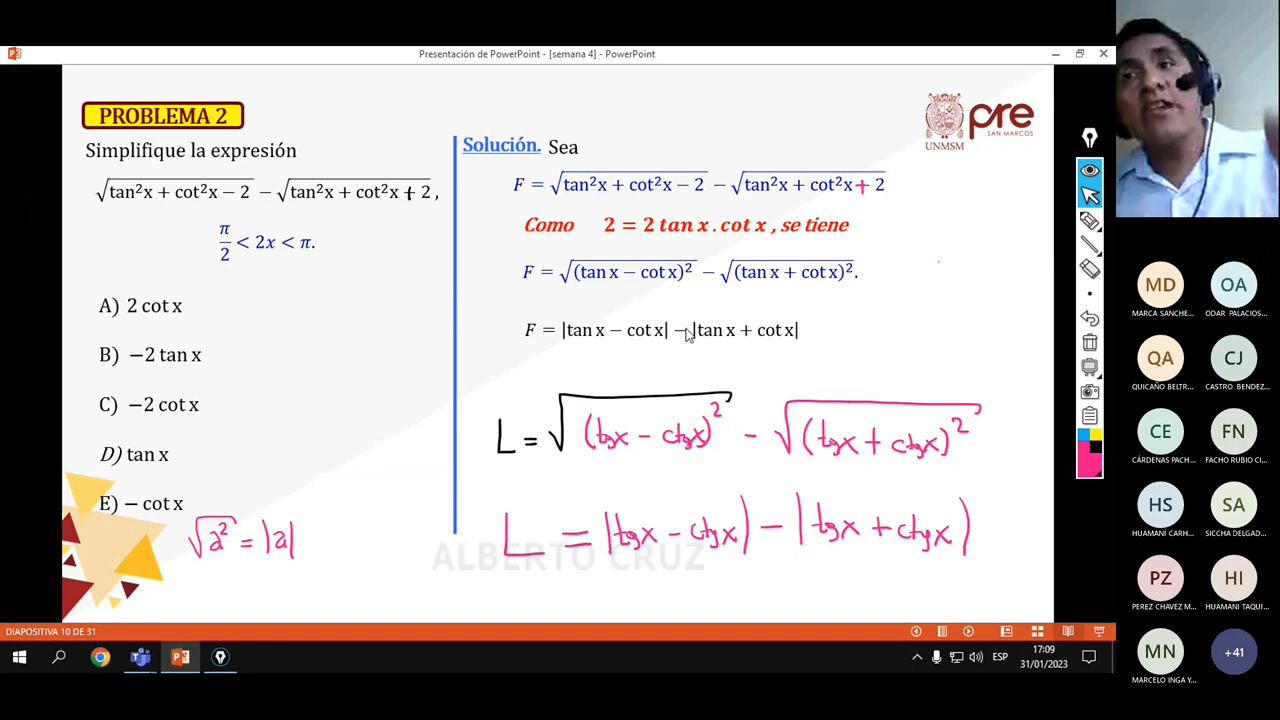 Presentación de PowerPoint - [semana 4] - PowerPoint
PROBLEMA 2
Simplifique la expresión
√(tan²x + cot²x − 2) − √(tan²x + cot²x + 2) ,
π/2 < 2x < π.
A) 2 cot x
B) −2 tan x
C) −2 cot x
D) tan x
E) − cot x
√a² = |a|
Solución. Sea
pre
SAN MARCOS
UNMSM
F = √(tan²x + cot²x − 2) − √(tan²x + cot²x + 2)
Como 2 = 2 tan x . cot x , se tiene
F = √(tan x − cot x)² − √(tan x + cot x)².
F = |tan x − cot x| − |tan x + cot x|
L = √(tgx − ctgx)² − √(tgx + ctgx)²
L = |tgx − ctgx| − |tgx + ctgx|
ALBERTO CRUZ
MD
MARCA SANCHE...
OA
ODAR PALACIOS...
QA
QUICAÑO BELTR...
CJ
CASTRO BENDEZ...
CE
CÁRDENAS PACH...
FN
FACHO RUBIO CI...
HS
HUAMANÍ CARH...
SA
SICCHA DELGAD...
PZ
PEREZ CHAVEZ M...
HI
HUAMANI TAQUI...
MN
MARCELO INGA Y...
+41
DIAPOSITIVA 10 DE 31
ESP
17:09
31/01/2023